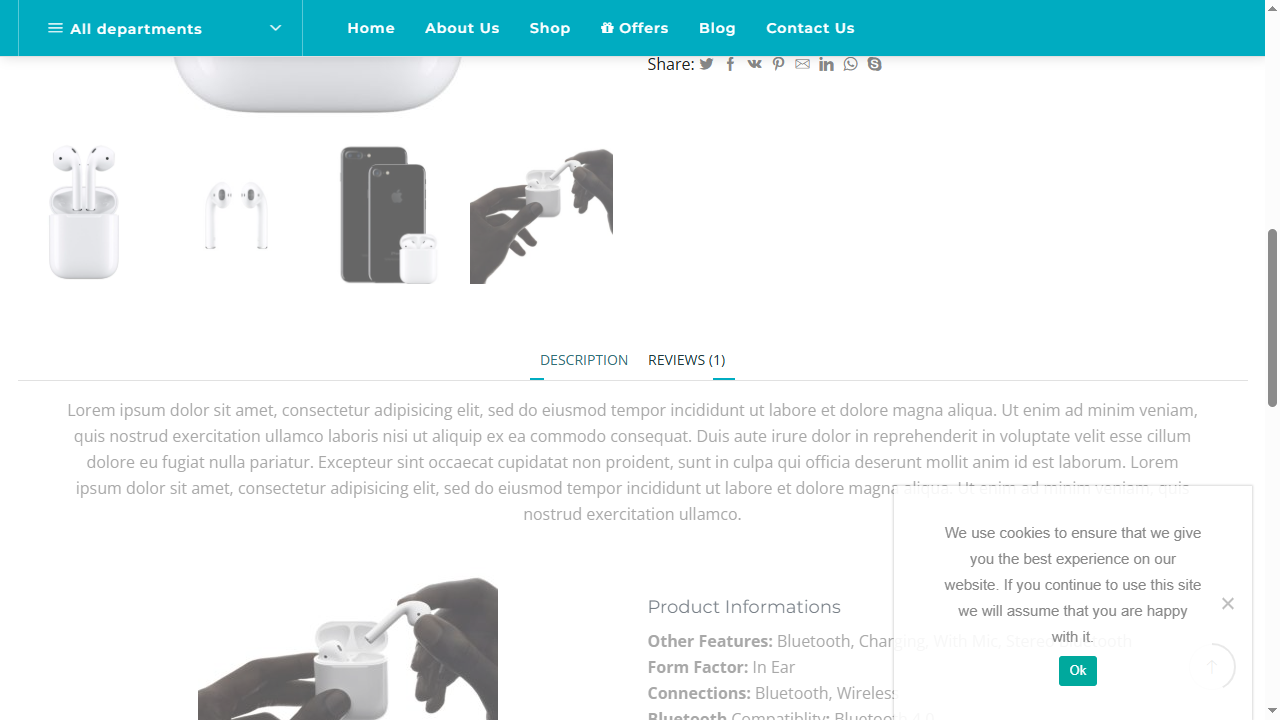 All departments
Home About Us Shop Offers Blog Contact Us
Share:
DESCRIPTION REVIEWS (1)
Lorem ipsum dolor sit amet, consectetur adipisicing elit, sed do eiusmod tempor incididunt ut labore et dolore magna aliqua. Ut enim ad minim veniam,
quis nostrud exercitation ullamco laboris nisi ut aliquip ex ea commodo consequat. Duis aute irure dolor in reprehenderit in voluptate velit esse cillum
dolore eu fugiat nulla pariatur. Excepteur sint occaecat cupidatat non proident, sunt in culpa qui officia deserunt mollit anim id est laborum. Lorem
ipsum dolor sit amet, consectetur adipisicing elit, sed do eiusmod tempor incididunt ut labore et dolore magna aliqua. Ut enim ad minim veniam, quis
nostrud exercitation ullamco.
Product Informations
Other Features: Bluetooth, Charging, With Mic, Stereo Bluetooth
Form Factor: In Ear
Connections: Bluetooth, Wireless
Bluetooth Compatiblity: Bluetooth 4.0
We use cookies to ensure that we give
you the best experience on our
website. If you continue to use this site
we will assume that you are happy
with it.
Ok